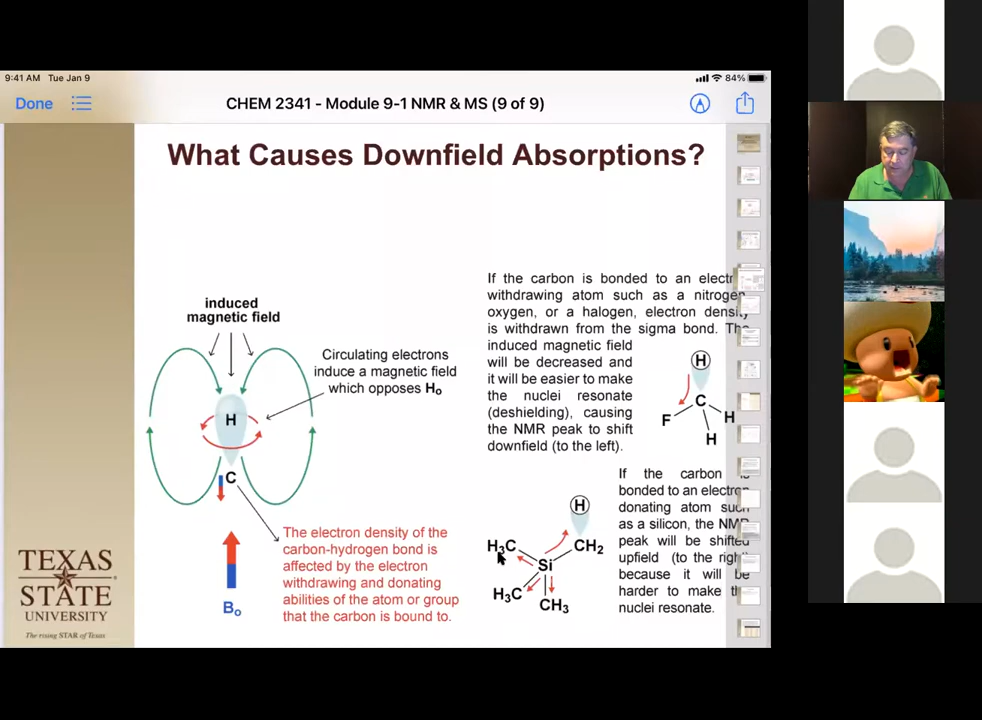 9:41 AM Tue Jan 9
84%
Done
CHEM 2341 - Module 9-1 NMR & MS (9 of 9)
What Causes Downfield Absorptions?
induced
magnetic field
Circulating electrons
induce a magnetic field
which opposes Ho
H
C
Bo
The electron density of the
carbon-hydrogen bond is
affected by the electron
withdrawing and donating
abilities of the atom or group
that the carbon is bound to.
If the carbon is bonded to an
withdrawing atom such as a nitrogen
oxygen, or a halogen, electron density
is withdrawn from the sigma bond. The
induced magnetic field
will be decreased and
it will be easier to make
the nuclei resonate
(deshielding), causing
the NMR peak to shift
downfield (to the left).
H
C
F
H
H
If the carbon
bonded to an
donating atom such
as a silicon, the NMR
peak will be shifted
upfield (to the right
because it will be
harder to make
nuclei resonate.
H
H3C
CH2
Si
H3C
CH3
TEXAS
STATE
UNIVERSITY
The rising STAR of Texas